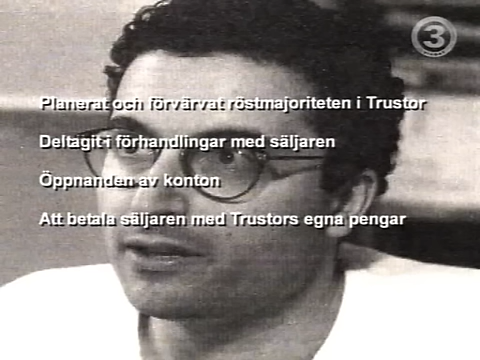 3
Planerat och förvärvat röstmajoriteten i Trustor
Deltagit i förhandlingar med säljaren
Öppnanden av konton
Att betala säljaren med Trustors egna pengar